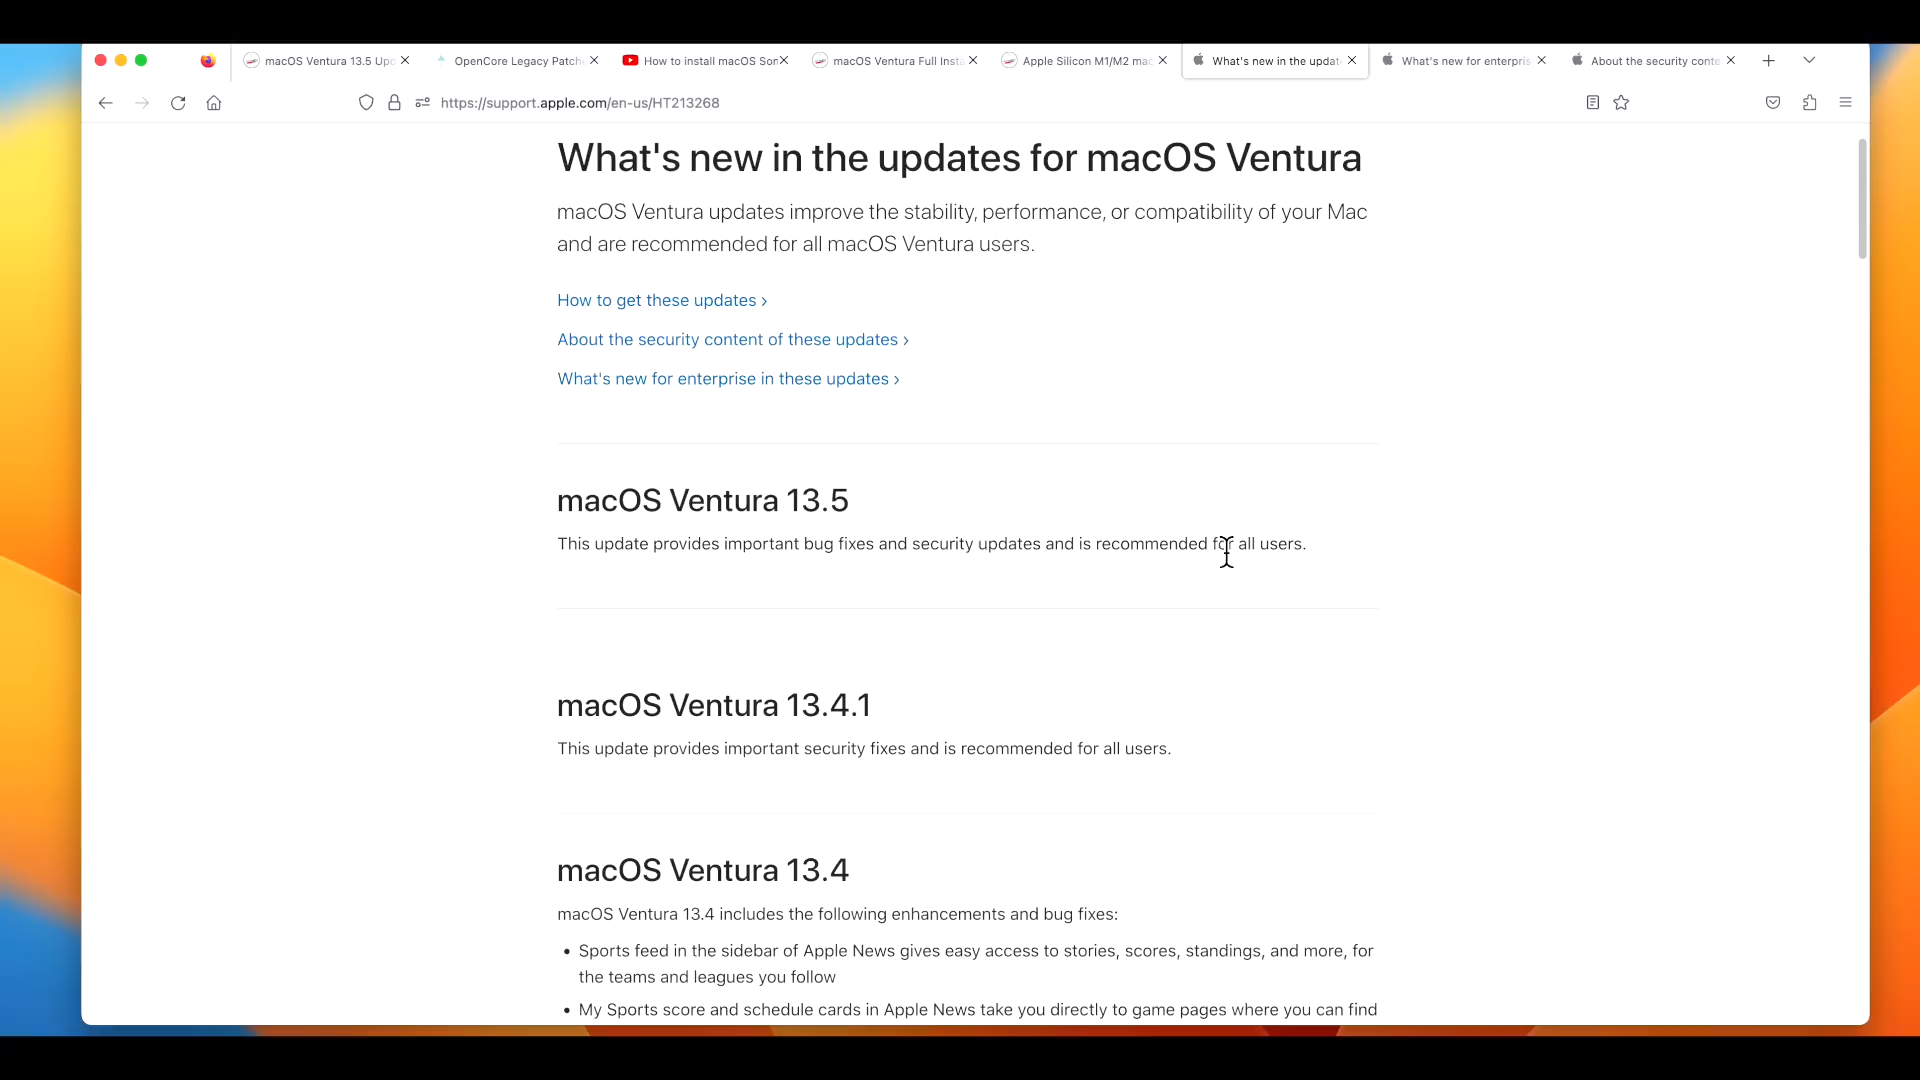 macOS Ventura 13.5 Upd
OpenCore Legacy Patch
How to install macOS Son
macOS Ventura Full Insta
Apple Silicon M1/M2 mac
What's new in the updat
What's new for enterpris
About the security conte
https://support.apple.com/en-us/HT213268
What's new in the updates for macOS Ventura
macOS Ventura updates improve the stability, performance, or compatibility of your Mac
and are recommended for all macOS Ventura users.
How to get these updates ›
About the security content of these updates ›
What's new for enterprise in these updates ›
macOS Ventura 13.5
This update provides important bug fixes and security updates and is recommended for all users.
macOS Ventura 13.4.1
This update provides important security fixes and is recommended for all users.
macOS Ventura 13.4
macOS Ventura 13.4 includes the following enhancements and bug fixes:
• Sports feed in the sidebar of Apple News gives easy access to stories, scores, standings, and more, for
the teams and leagues you follow
• My Sports score and schedule cards in Apple News take you directly to game pages where you can find